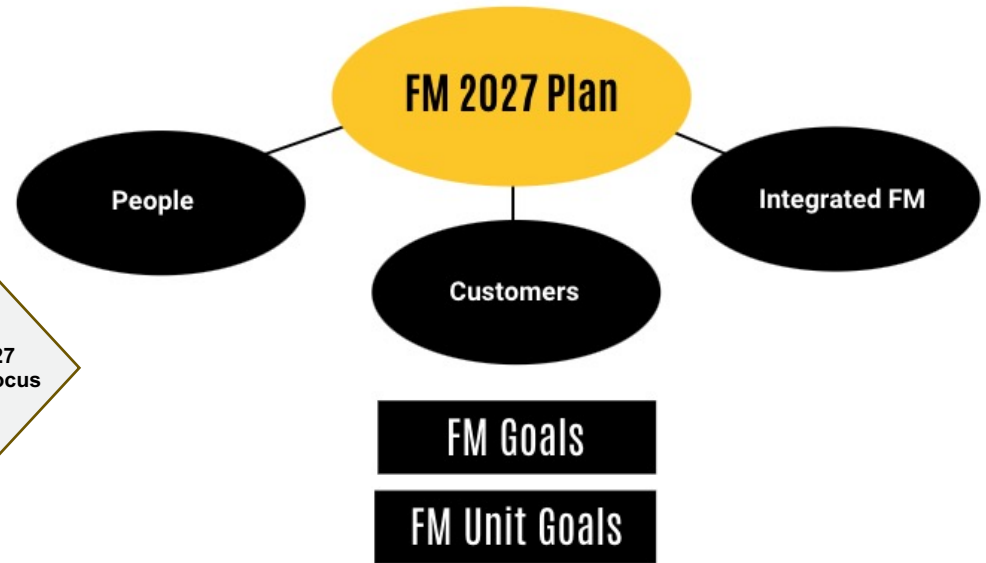 FM 2027 Plan
People
Integrated FM
Customers
27
ocus
FM Goals
FM Unit Goals